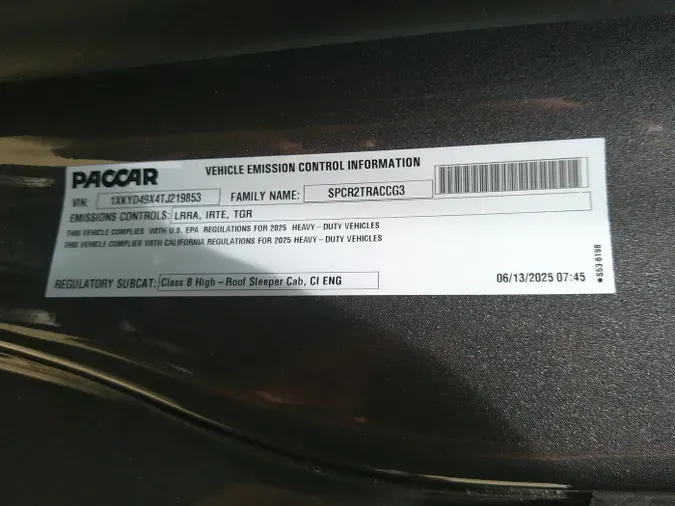 PACCAR VEHICLE EMISSION CONTROL INFORMATION
VIN: 1XKYD49X4TJ219853 FAMILY NAME: SPCR2TRACCG3
EMISSIONS CONTROLS: LRRA, IRTE, TGR
THIS VEHICLE COMPLIES WITH U.S. EPA REGULATIONS FOR 2025 HEAVY-DUTY VEHICLES
THIS VEHICLE COMPLIES WITH CALIFORNIA REGULATIONS FOR 2025 HEAVY-DUTY VEHICLES
REGULATORY SUBCAT: Class 8 High-Roof Sleeper Cab, CI ENG
06/13/2025 07:45
S53-6198